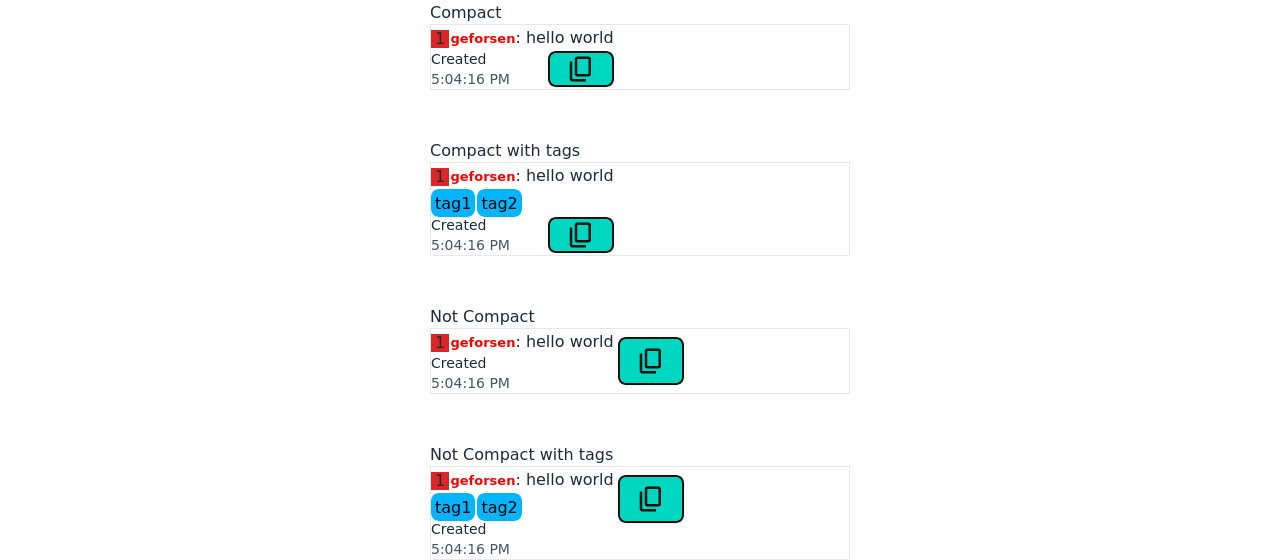 Compact
1 geforsen: hello world
Created
5:04:16 PM
Compact with tags
1 geforsen: hello world
tag1 tag2
Created
5:04:16 PM
Not Compact
1 geforsen: hello world
Created
5:04:16 PM
Not Compact with tags
1 geforsen: hello world
tag1 tag2
Created
5:04:16 PM